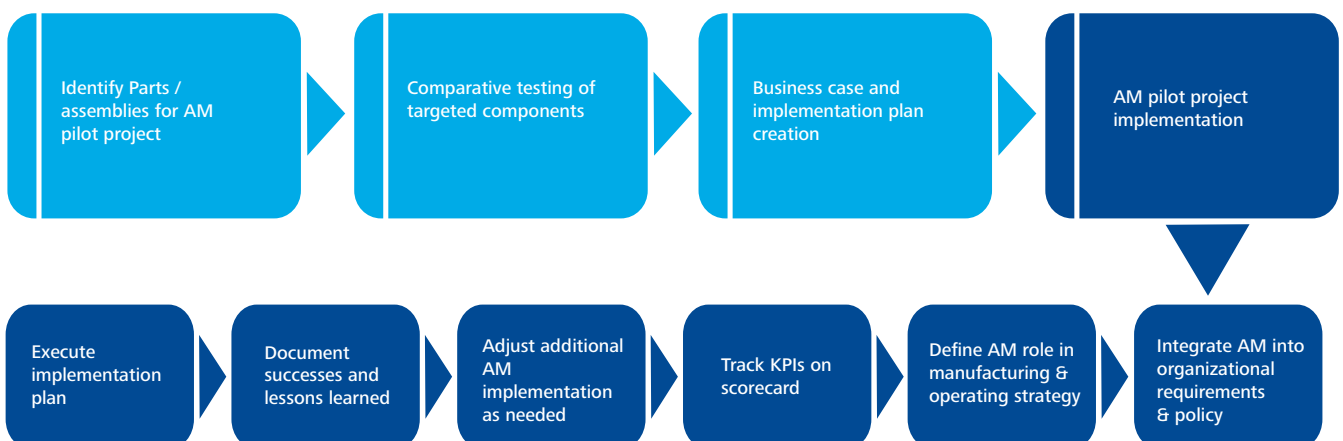 Identify Parts /
assemblies for AM
pilot project
Comparative testing of
targeted components
Business case and
implementation plan
creation
AM pilot project
implementation
Execute
implementation
plan
Document
successes and
lessons learned
Adjust additional
AM
implementation
as needed
Track KPIs on
scorecard
Define AM role in
manufacturing &
operating strategy
Integrate AM into
organizational
requirements
& policy